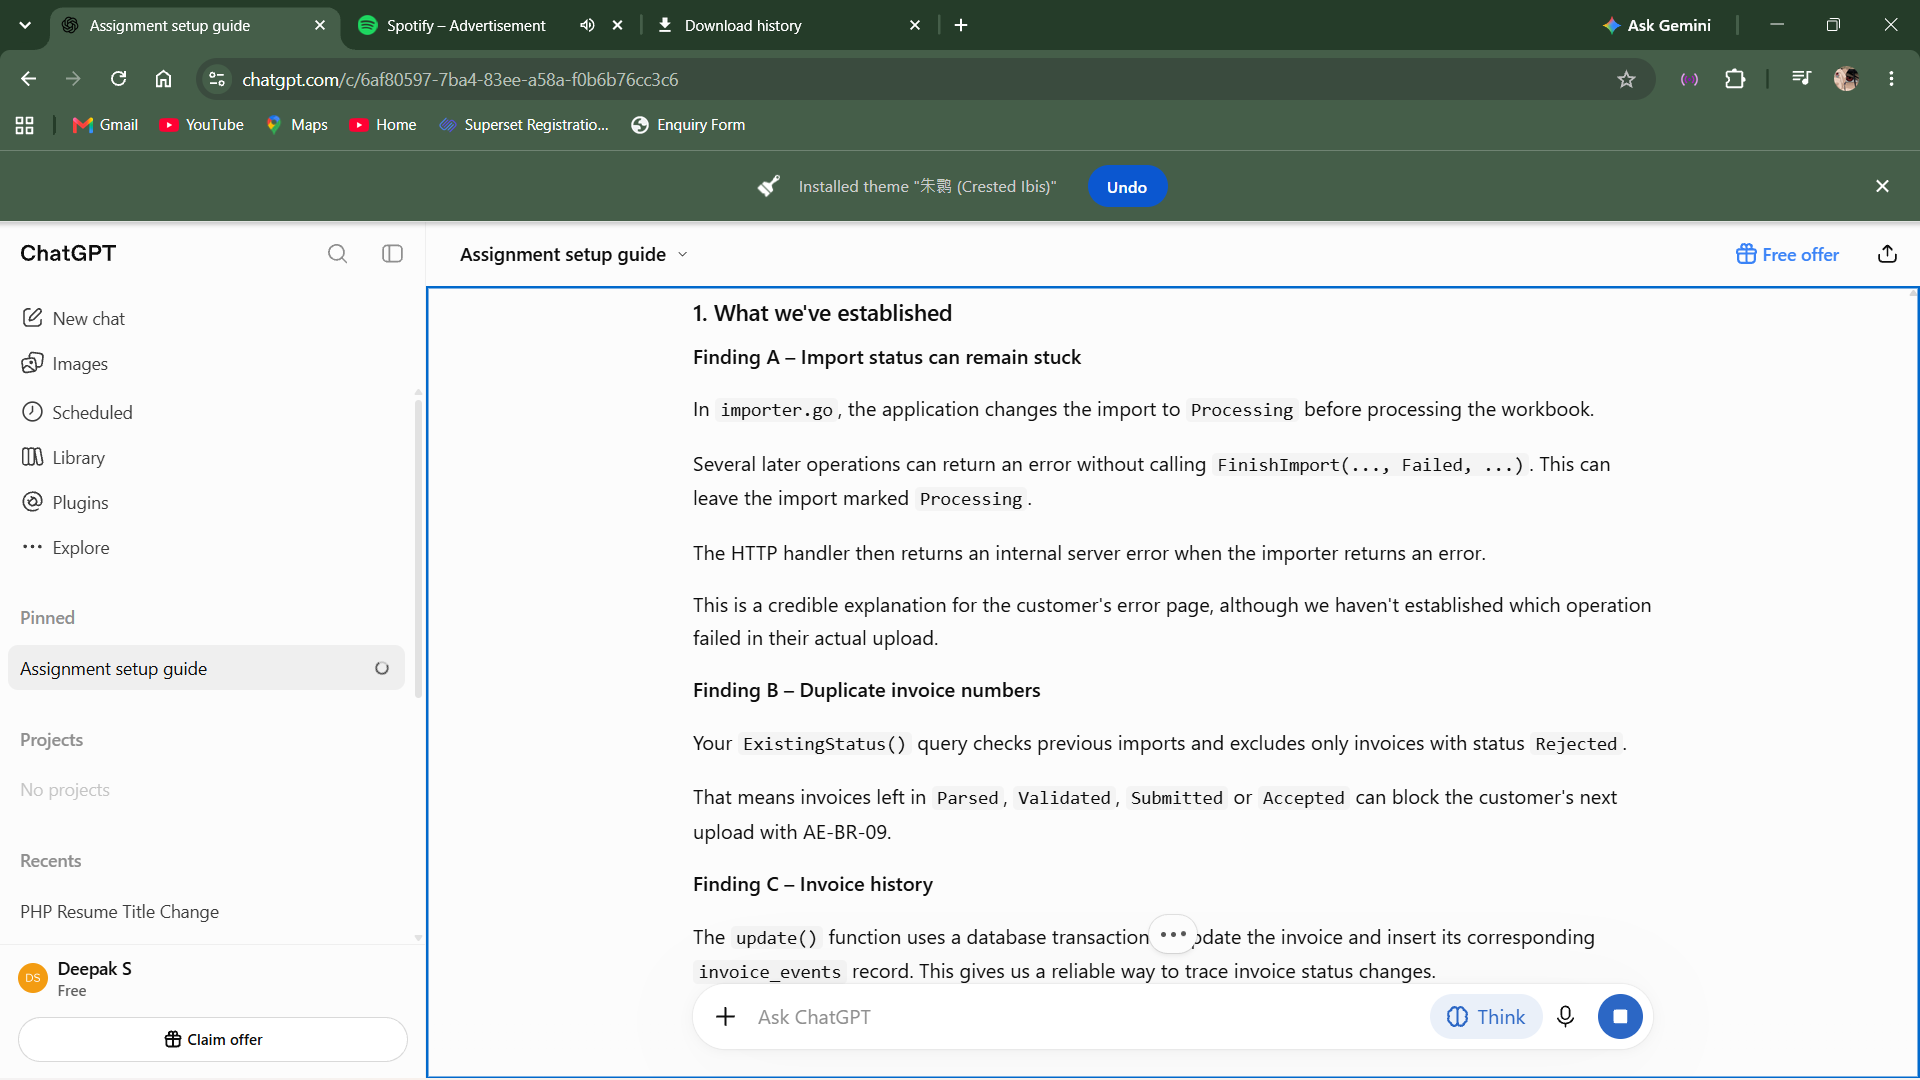 Assignment setup guide
Spotify – Advertisement
Download history
Ask Gemini
chatgpt.com/c/6af80597-7ba4-83ee-a58a-f0b6b76cc3c6
Gmail
YouTube
Maps
Home
Superset Registratio...
Enquiry Form
Installed theme "朱鹮 (Crested Ibis)"
Undo
ChatGPT
New chat
Images
Scheduled
Library
Plugins
Explore
Pinned
Assignment setup guide
Projects
No projects
Recents
PHP Resume Title Change
DS
Deepak S
Free
Claim offer
Assignment setup guide
Free offer
1. What we've established
Finding A – Import status can remain stuck
In importer.go, the application changes the import to Processing before processing the workbook.
Several later operations can return an error without calling FinishImport(..., Failed, ...). This can
leave the import marked Processing.
The HTTP handler then returns an internal server error when the importer returns an error.
This is a credible explanation for the customer's error page, although we haven't established which operation
failed in their actual upload.
Finding B – Duplicate invoice numbers
Your ExistingStatus() query checks previous imports and excludes only invoices with status Rejected.
That means invoices left in Parsed, Validated, Submitted or Accepted can block the customer's next
upload with AE-BR-09.
Finding C – Invoice history
The update() function uses a database transaction pdate the invoice and insert its corresponding
invoice_events record. This gives us a reliable way to trace invoice status changes.
Ask ChatGPT
Think